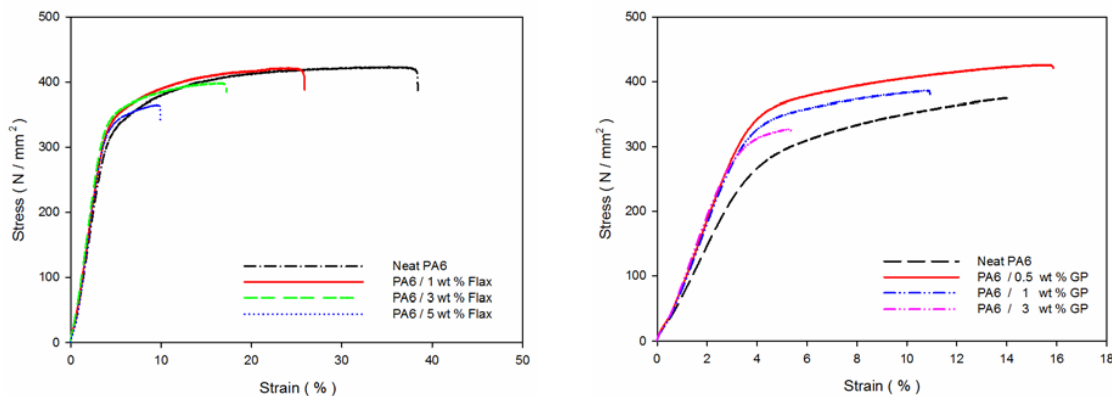 500
400
300
200
100
0
Stress ( N / mm²)
Neat PA6
PA6 / 1 wt % Flax
PA6 / 3 wt % Flax
PA6 / 5 wt % Flax
0 10 20 30 40 50
Strain ( % )
500
400
300
200
100
0
Stress ( N / mm²)
Neat PA6
PA6 / 0.5 wt % GP
PA6 / 1 wt % GP
PA6 / 3 wt % GP
0 2 4 6 8 10 12 14 16 18
Strain ( % )